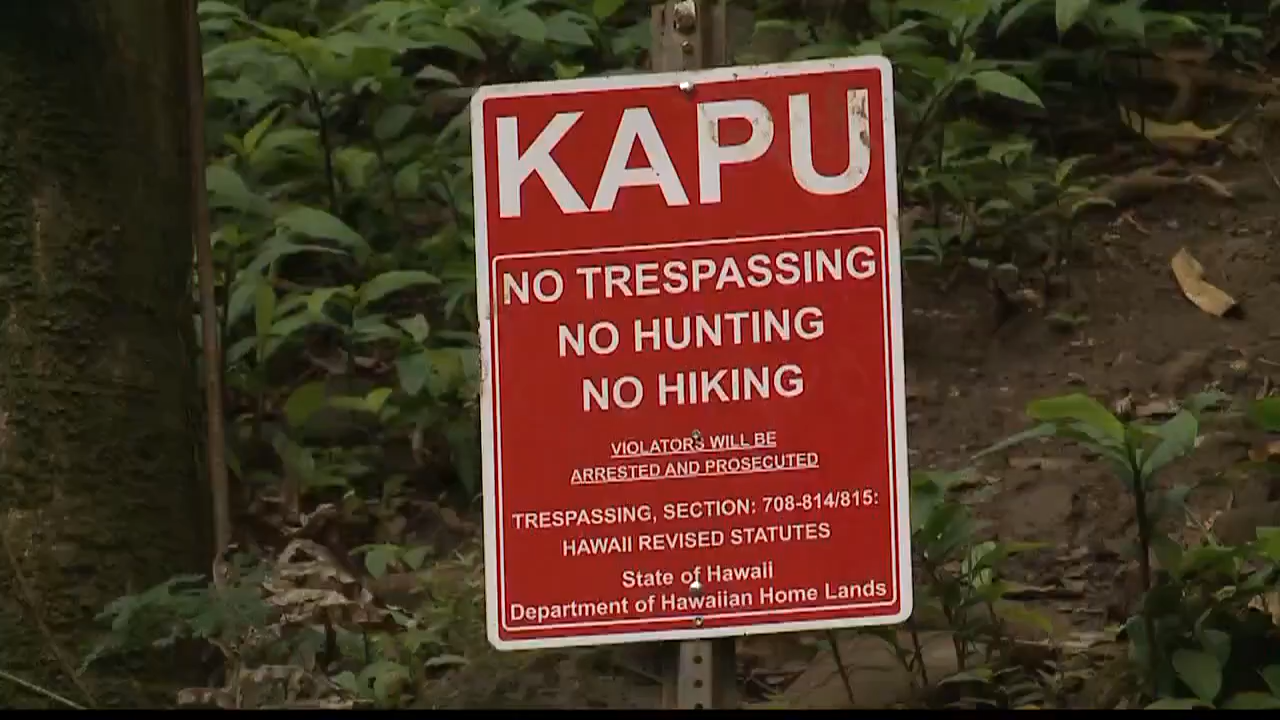 KAPU
NO TRESPASSING
NO HUNTING
NO HIKING
VIOLATORS WILL BE
ARRESTED AND PROSECUTED
TRESPASSING, SECTION: 708-814/815:
HAWAII REVISED STATUTES
State of Hawaii
Department of Hawaiian Home Lands